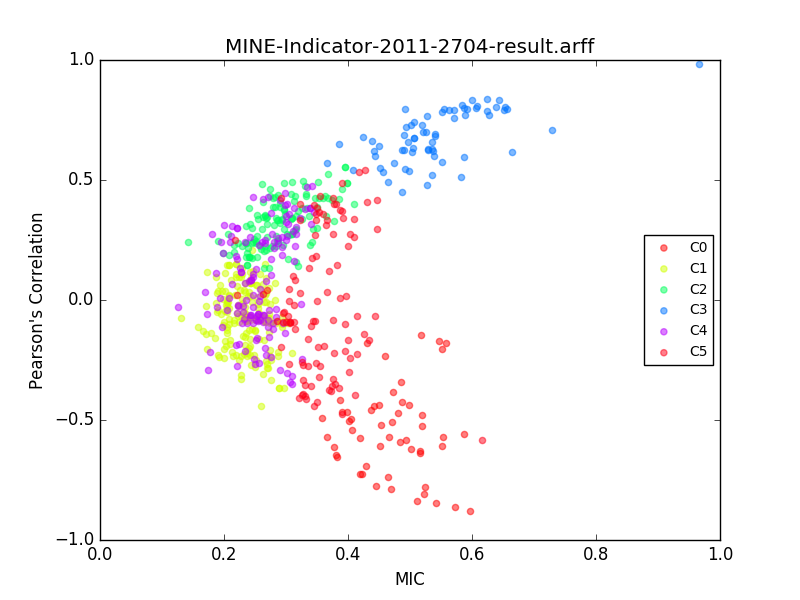 MINE-Indicator-2011-2704-result.arff
1.0
0.5
0.0
−0.5
−1.0
Pearson's Correlation
C0
C1
C2
C3
C4
C5
0.0 0.2 0.4 0.6 0.8 1.0
MIC